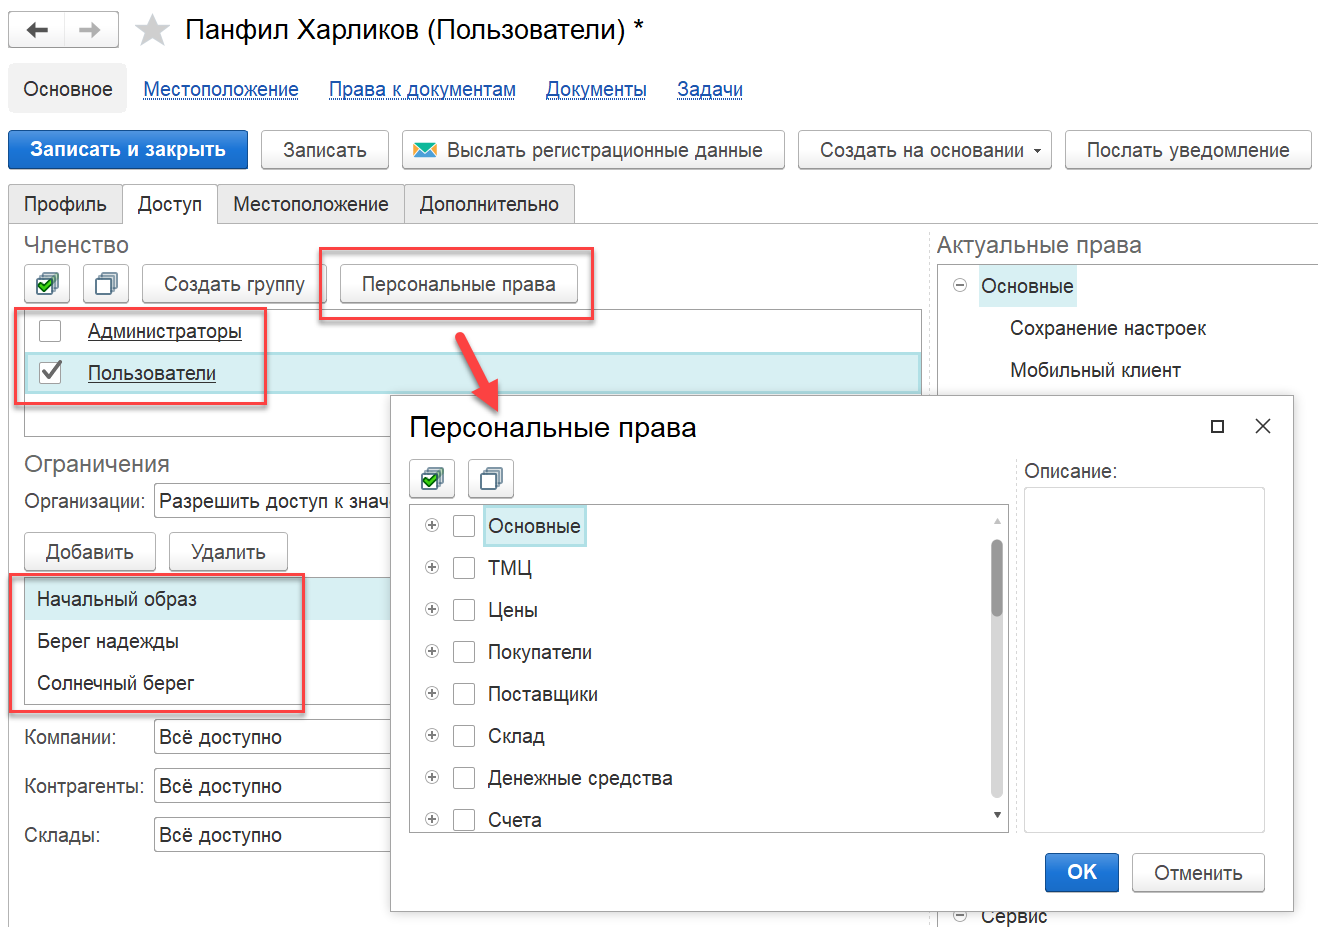 Панфил Харликов (Пользователи) *
Основное Местоположение Права к документам Документы Задачи
Записать и закрыть Записать Выслать регистрационные данные Создать на основании Послать уведомление
Профиль Доступ Местоположение Дополнительно
Членство
Создать группу Персональные права
Администраторы
Пользователи
Ограничения
Организации: Разрешить доступ к знач
Добавить Удалить
Начальный образ
Берег надежды
Солнечный берег
Компании: Всё доступно
Контрагенты: Всё доступно
Склады: Всё доступно
Актуальные права
Основные
Сохранение настроек
Мобильный клиент
Персональные права
Основные
ТМЦ
Цены
Покупатели
Поставщики
Склад
Денежные средства
Счета
Описание:
OK Отменить
Сервис